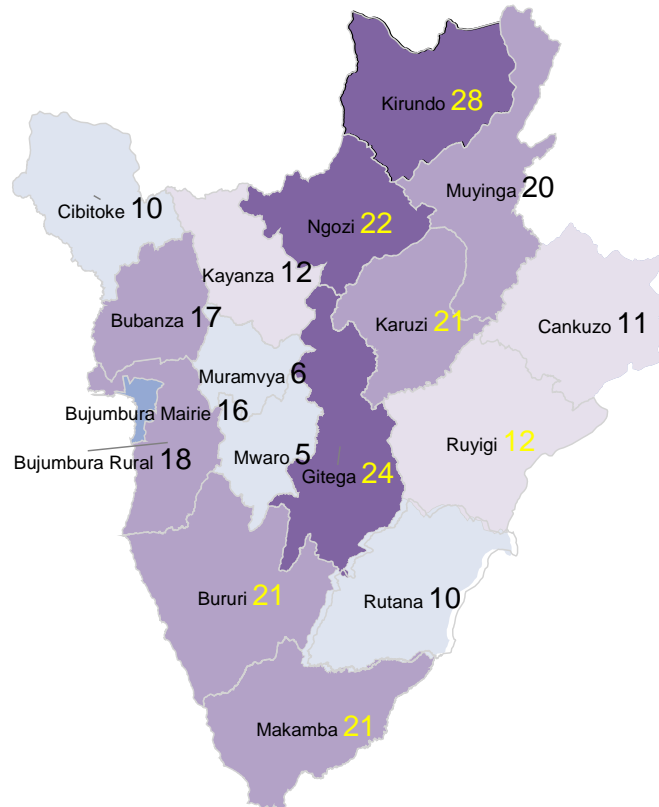 Kirundo 28
Muyinga 20
Cibitoke 10
Ngozi 22
Kayanza 12
Bubanza 17
Karuzi 21
Cankuzo 11
Muramvya 6
Bujumbura Mairie 16
Ruyigi 12
Bujumbura Rural 18
Mwaro 5
Gitega 24
Bururi 21
Rutana 10
Makamba 21